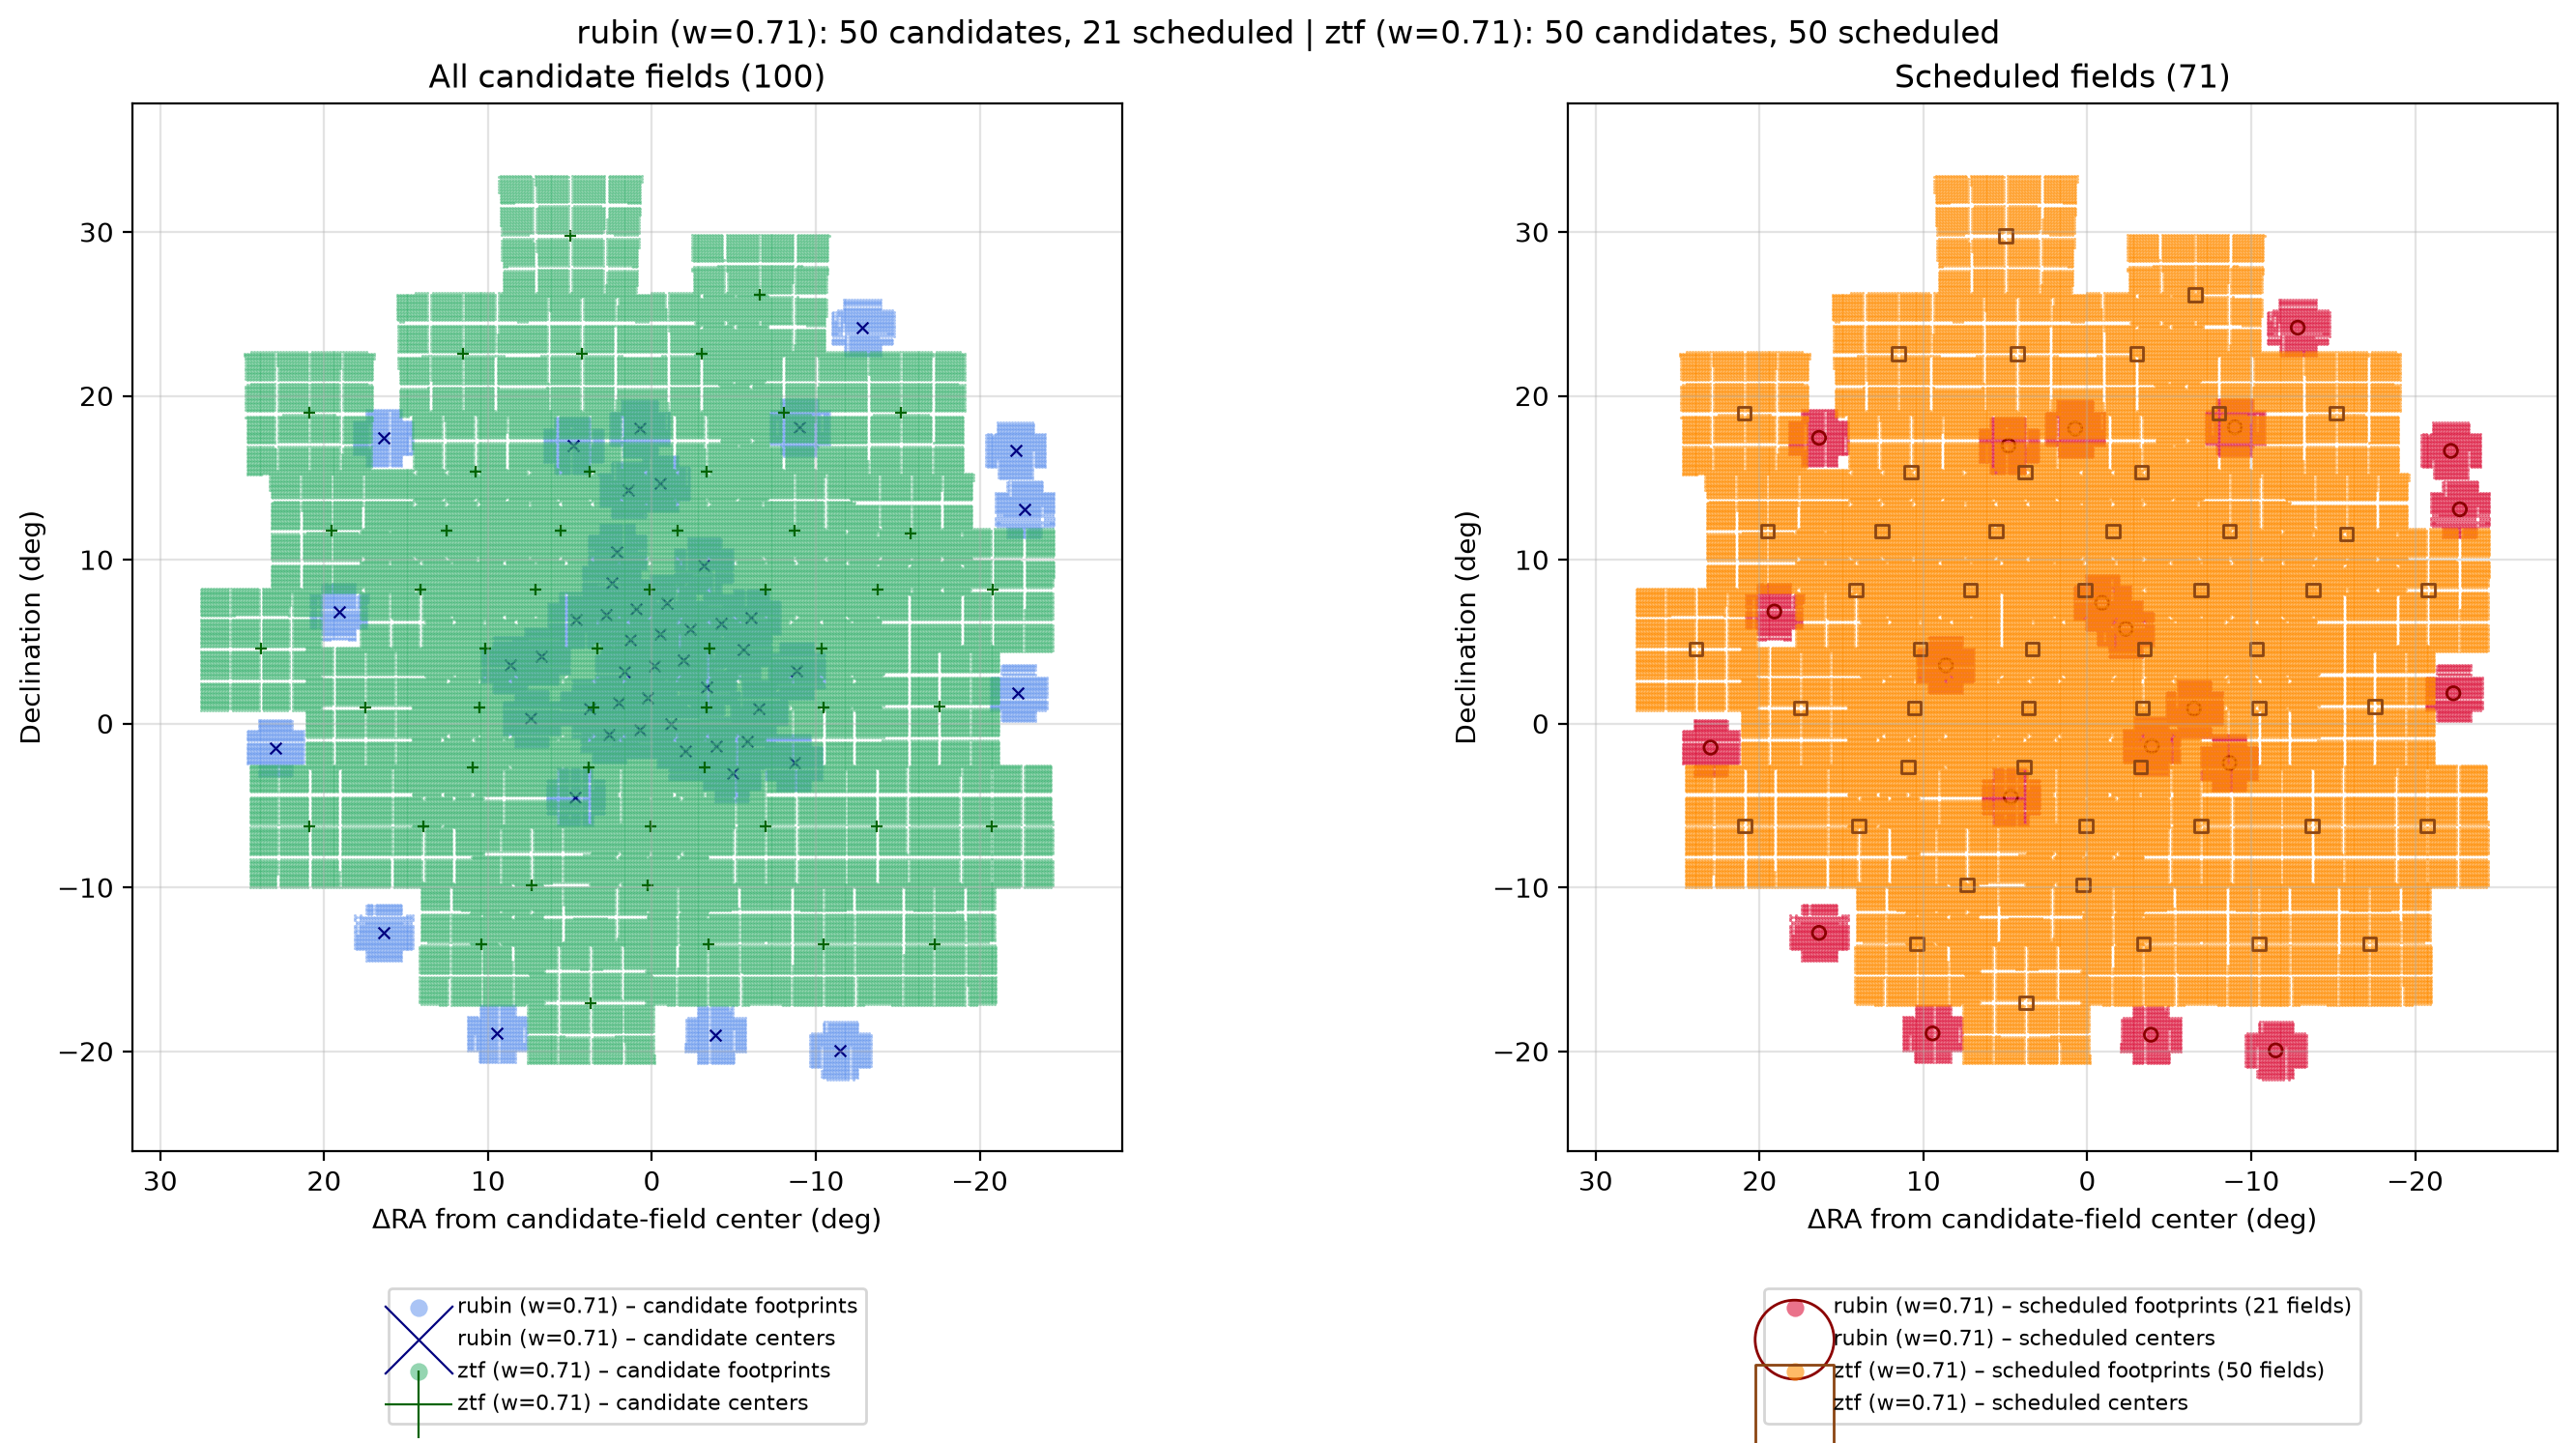 rubin (w=0.71): 50 candidates, 21 scheduled | ztf (w=0.71): 50 candidates, 50 scheduled
All candidate fields (100)
30
20
10
0
−10
−20
Declination (deg)
30
20
10
0
−10
−20
ΔRA from candidate-field center (deg)
rubin (w=0.71) – candidate footprints
rubin (w=0.71) – candidate centers
ztf (w=0.71) – candidate footprints
ztf (w=0.71) – candidate centers
Scheduled fields (71)
30
20
10
0
−10
−20
Declination (deg)
30
20
10
0
−10
−20
ΔRA from candidate-field center (deg)
rubin (w=0.71) – scheduled footprints (21 fields)
rubin (w=0.71) – scheduled centers
ztf (w=0.71) – scheduled footprints (50 fields)
ztf (w=0.71) – scheduled centers